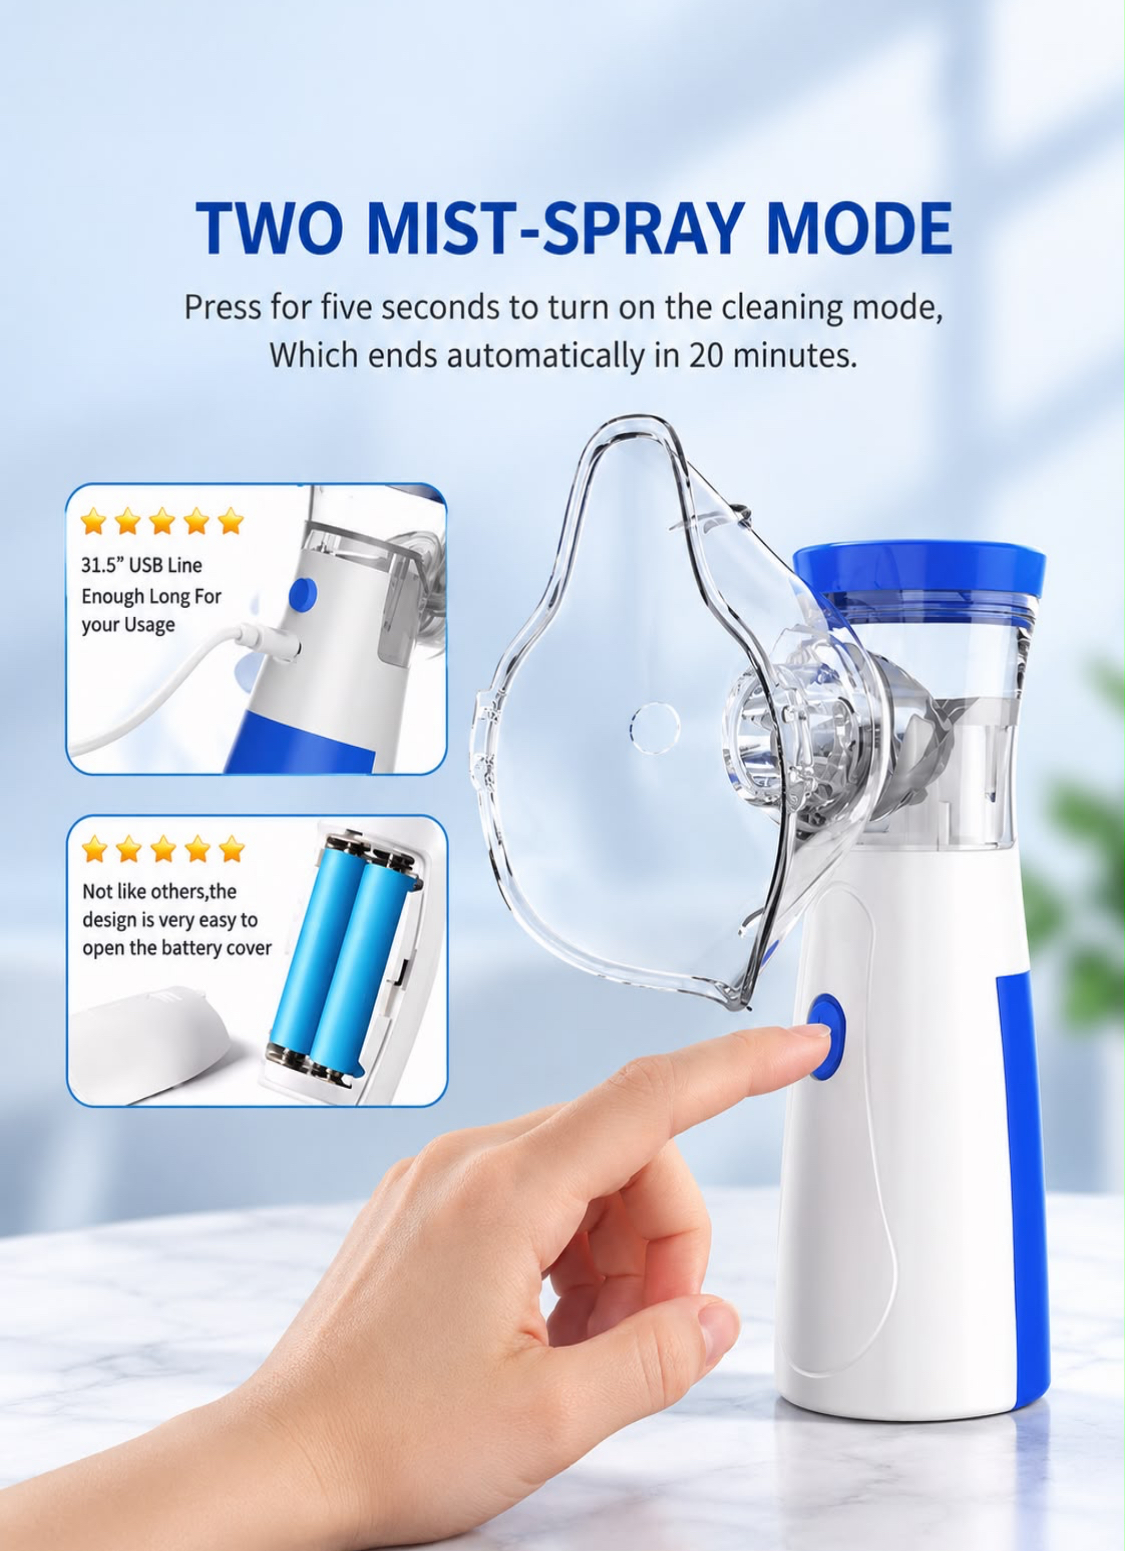 TWO MIST-SPRAY MODE
Press for five seconds to turn on the cleaning mode,
Which ends automatically in 20 minutes.
31.5” USB Line
Enough Long For
your Usage
Not like others,the
design is very easy to
open the battery cover